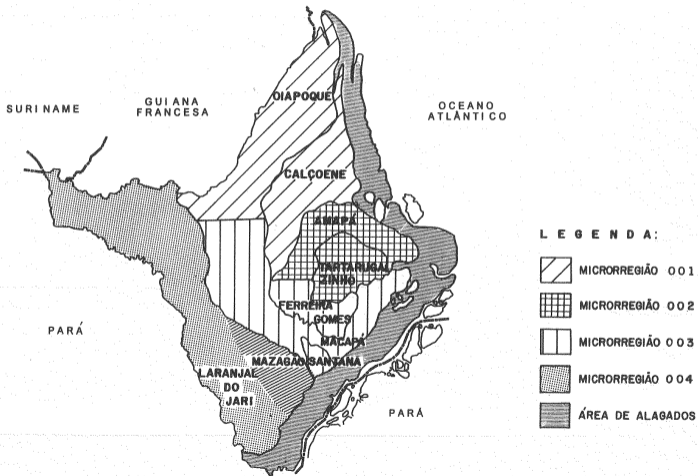 OIAPOQUE
SURINAME
GUIANA
FRANCESA
OCEANO
ATLÂNTICO
CALÇOENE
AMAPÁ
TARTARUGAL
ZINHO
FERREIRA
GOMES
MACAPÁ
MAZAGÃO
SANTANA
LARANJAL
DO
JARI
PARÁ
PARÁ
LEGENDA:
MICRORREGIÃO 001
MICRORREGIÃO 002
MICRORREGIÃO 003
MICRORREGIÃO 004
ÁREA DE ALAGADOS